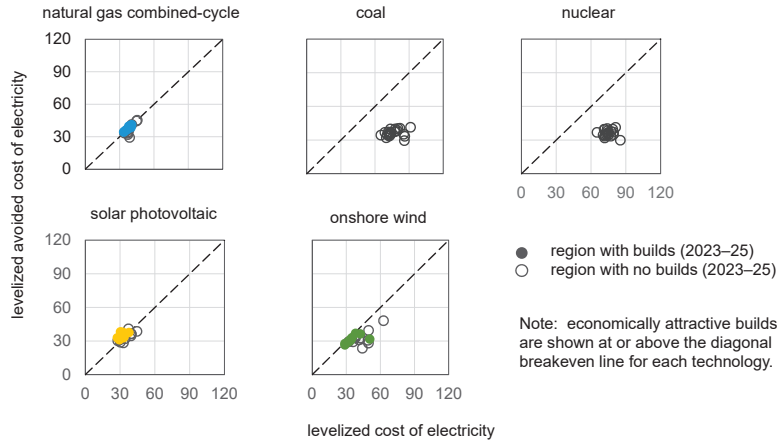 natural gas combined-cycle
coal
nuclear
levelized avoided cost of electricity
120
90
60
30
0
0 30 60 90 120
solar photovoltaic
onshore wind
120
90
60
30
0
0 30 60 90 120
0 30 60 90 120
region with builds (2023–25)
region with no builds (2023–25)
Note: economically attractive builds
are shown at or above the diagonal
breakeven line for each technology.
levelized cost of electricity